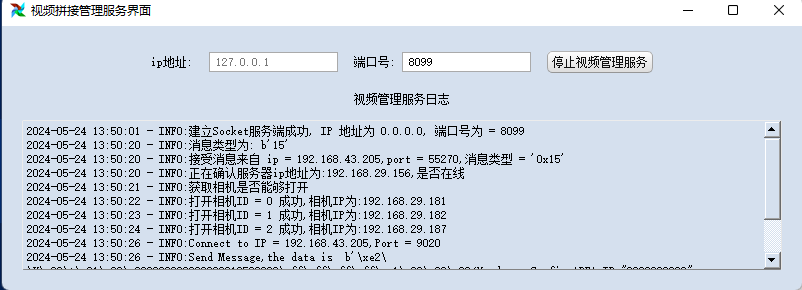 视频拼接管理服务界面
ip地址: 127.0.0.1 端口号: 8099 停止视频管理服务
视频管理服务日志
2024-05-24 13:50:01 - INFO:建立Socket服务端成功, IP 地址为 0.0.0.0, 端口号为 = 8099
2024-05-24 13:50:20 - INFO:消息类型为: b'15'
2024-05-24 13:50:20 - INFO:接受消息来自 ip = 192.168.43.205,port = 55270,消息类型 = '0x15'
2024-05-24 13:50:20 - INFO:正在确认服务器ip地址为:192.168.29.156,是否在线
2024-05-24 13:50:21 - INFO:获取相机是否能够打开
2024-05-24 13:50:22 - INFO:打开相机ID = 0 成功,相机IP为:192.168.29.181
2024-05-24 13:50:23 - INFO:打开相机ID = 1 成功,相机IP为:192.168.29.182
2024-05-24 13:50:24 - INFO:打开相机ID = 2 成功,相机IP为:192.168.29.187
2024-05-24 13:50:26 - INFO:Connect to IP = 192.168.43.205,Port = 9020
2024-05-24 13:50:26 - INFO:Send Message,the data is b'\xe2\